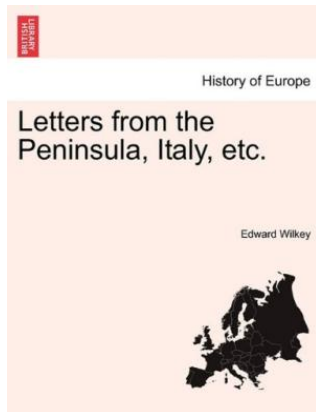 BRITISH
LIBRARY
History of Europe
Letters from the
Peninsula, Italy, etc.
Edward Wilkey